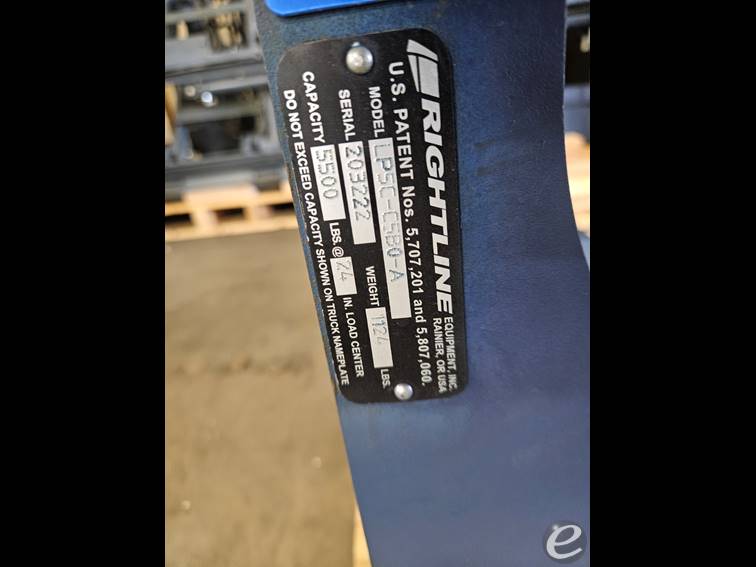 RIGHTLINE EQUIPMENT, INC.
RAINIER, OR USA
U.S. PATENT Nos. 5,707,201 and 5,807,060.
MODEL LP5C-C5B0-A
SERIAL 203222 WEIGHT 1124 LBS.
CAPACITY 5500 LBS. @ 24 IN. LOAD CENTER
DO NOT EXCEED CAPACITY SHOWN ON TRUCK NAMEPLATE
e